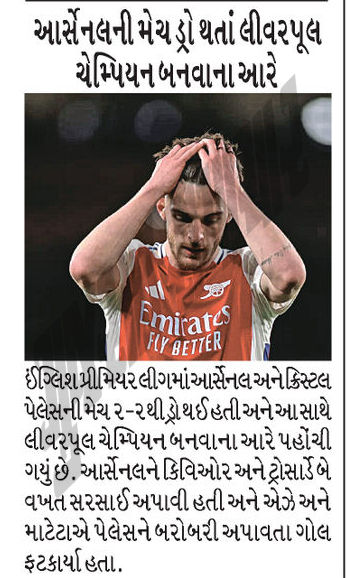 આર્સેનલની મેચ ડ્રો થતાં લીવરપૂલ
ચેમ્પિયન બનવાના આરે
Emirates
FLY BETTER
ઈંગ્લિશ પ્રીમિયર લીગમાં આર્સેનલ અને ક્રિસ્ટલ
પેલેસની મેચ ૨-૨થી ડ્રો થઈ હતી અને આ સાથે
લીવરપૂલ ચેમ્પિયન બનવાના આરે પહોંચી
ગયું છે. આર્સેનલને કિવિઓર અને ટ્રોસાર્ડે બે
વખત સરસાઈ અપાવી હતી અને એઝે અને
માટેટાએ પેલેસને બરોબરી અપાવતા ગોલ
ફટકાર્યા હતા.